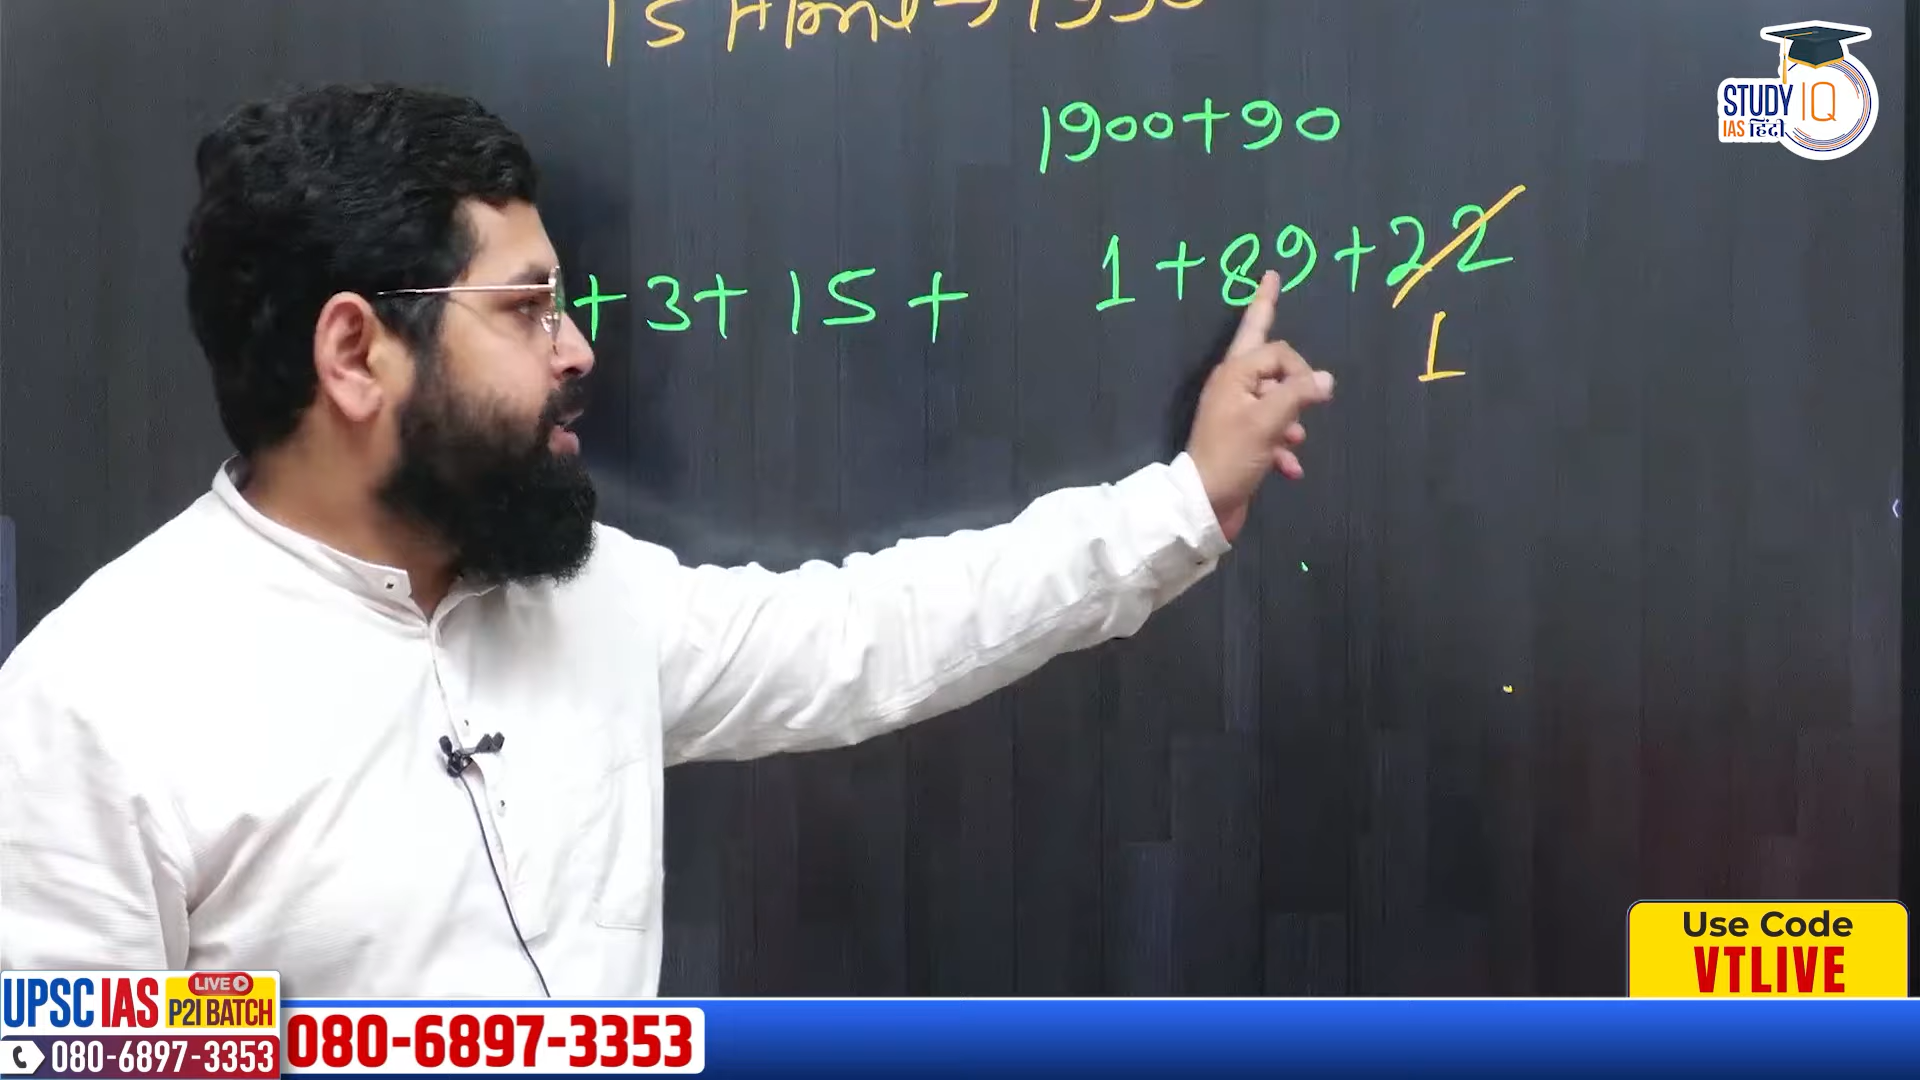 1900+90
+3+15+ 1+89+22
1
STUDY IQ
IAS हिंदी
Use Code
VTLIVE
UPSC IAS LIVE P2I BATCH
080-6897-3353
080-6897-3353